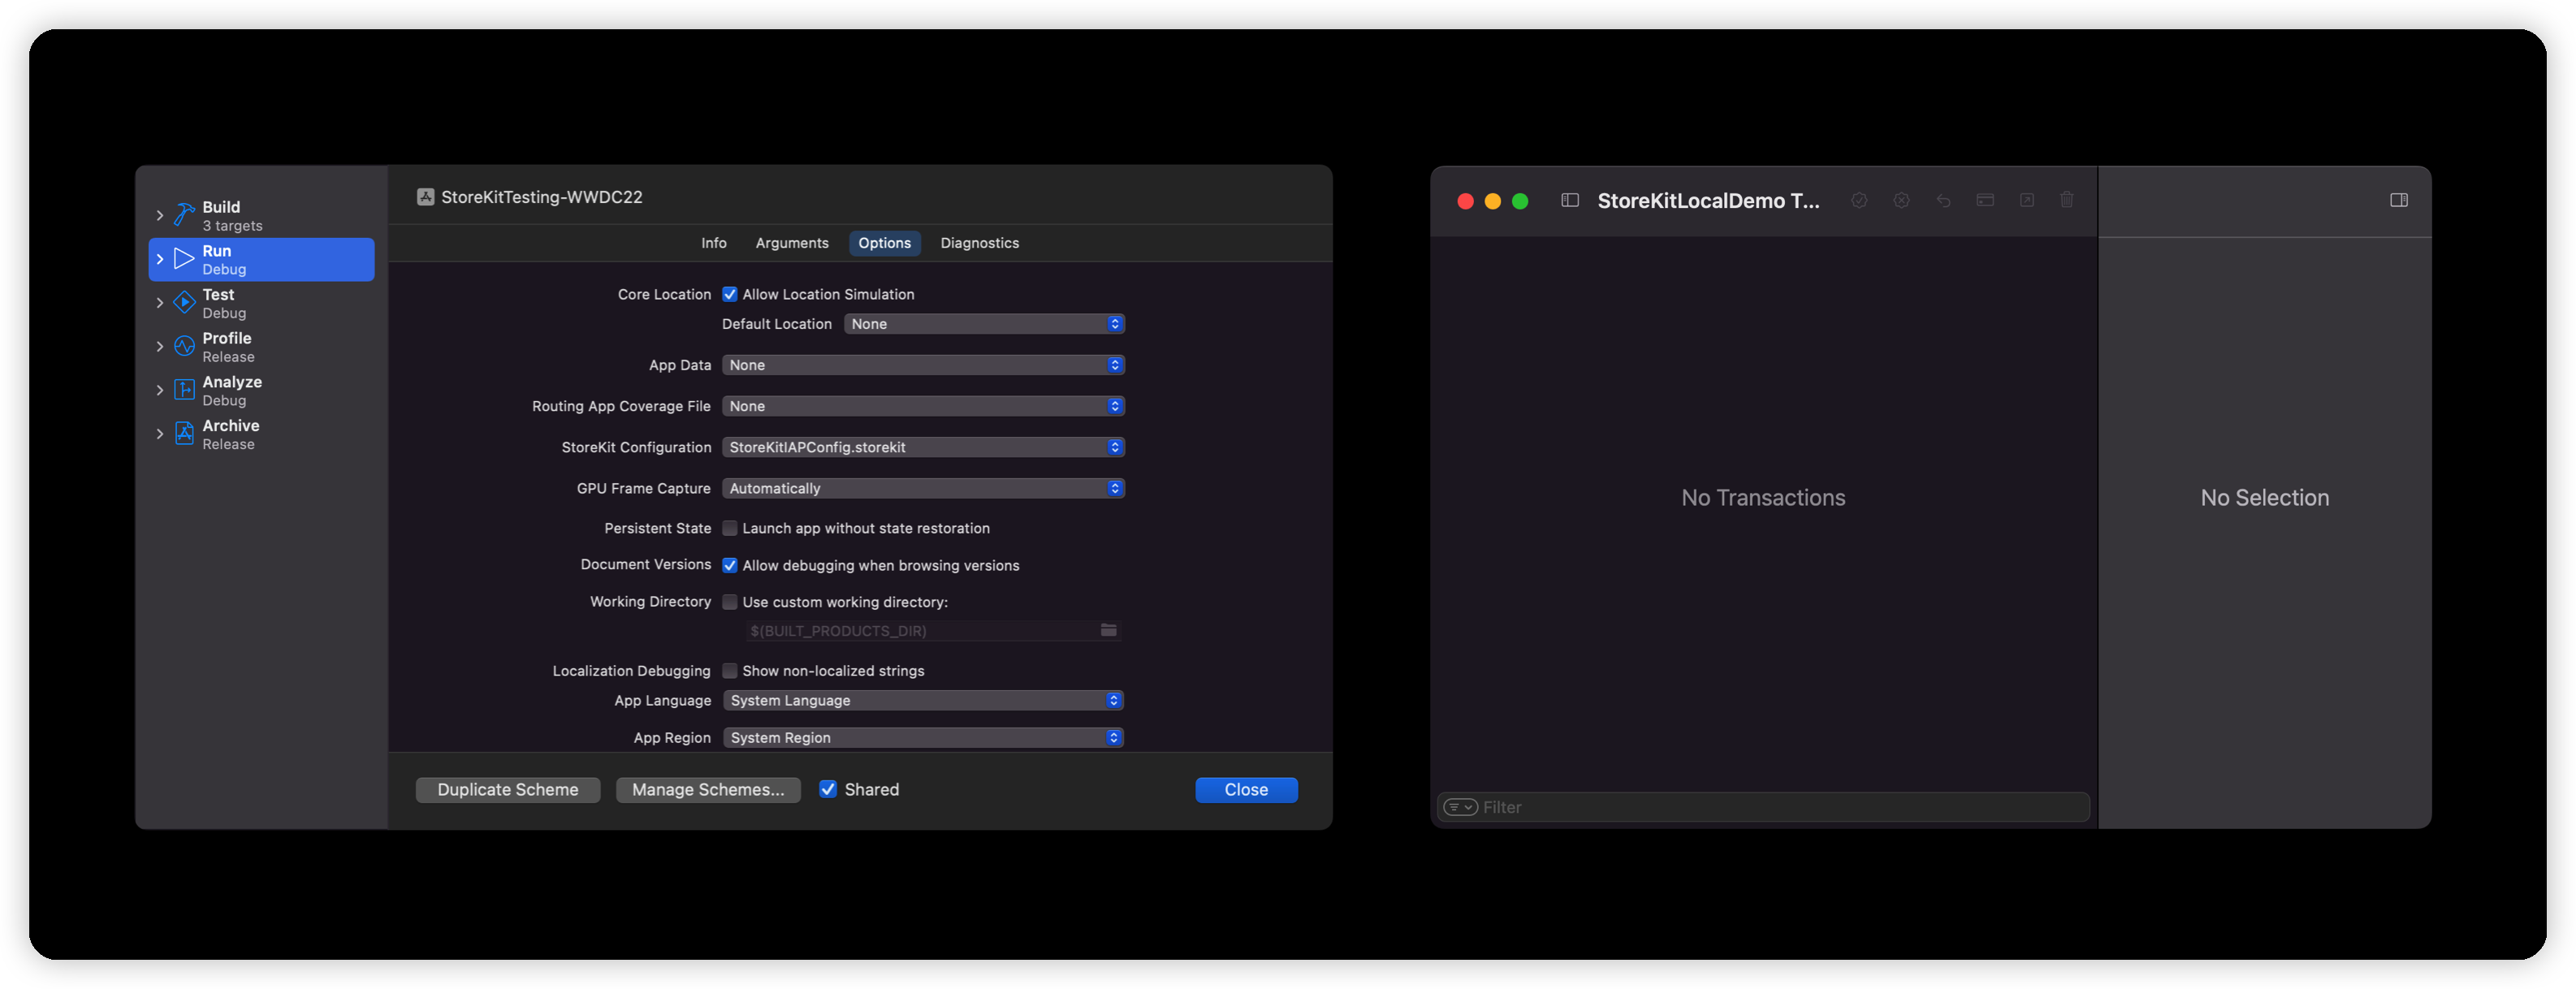 Build
3 targets
Run
Debug
Test
Debug
Profile
Release
Analyze
Debug
Archive
Release
StoreKitTesting-WWDC22
Info Arguments Options Diagnostics
Core Location Allow Location Simulation
Default Location None
App Data None
Routing App Coverage File None
StoreKit Configuration StoreKitIAPConfig.storekit
GPU Frame Capture Automatically
Persistent State Launch app without state restoration
Document Versions Allow debugging when browsing versions
Working Directory Use custom working directory:
$(BUILT_PRODUCTS_DIR)
Localization Debugging Show non-localized strings
App Language System Language
App Region System Region
Duplicate Scheme Manage Schemes... Shared Close
StoreKitLocalDemo T...
No Transactions
Filter
No Selection